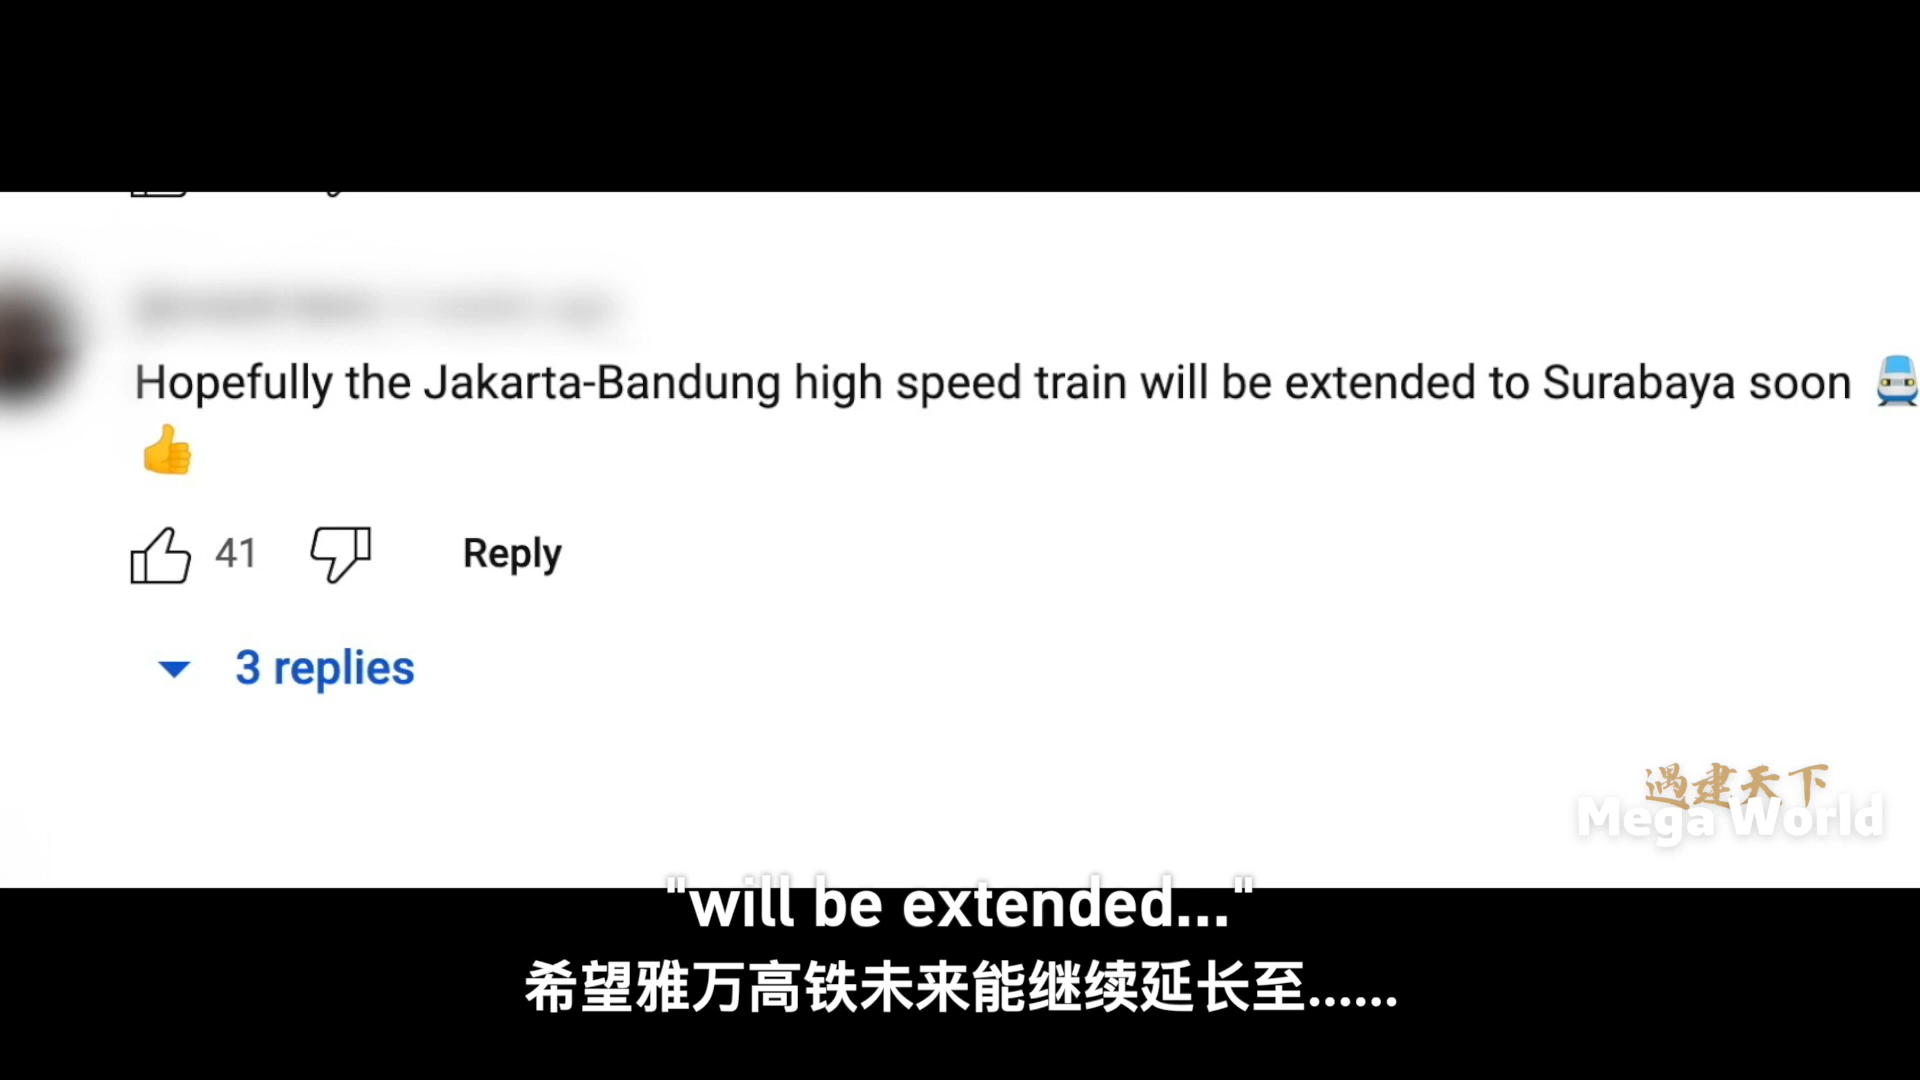 Hopefully the Jakarta-Bandung high speed train will be extended to Surabaya soon 🚈
👍
41 Reply
3 replies
遇建天下
Mega World
"will be extended..."
希望雅万高铁未来能继续延长至......